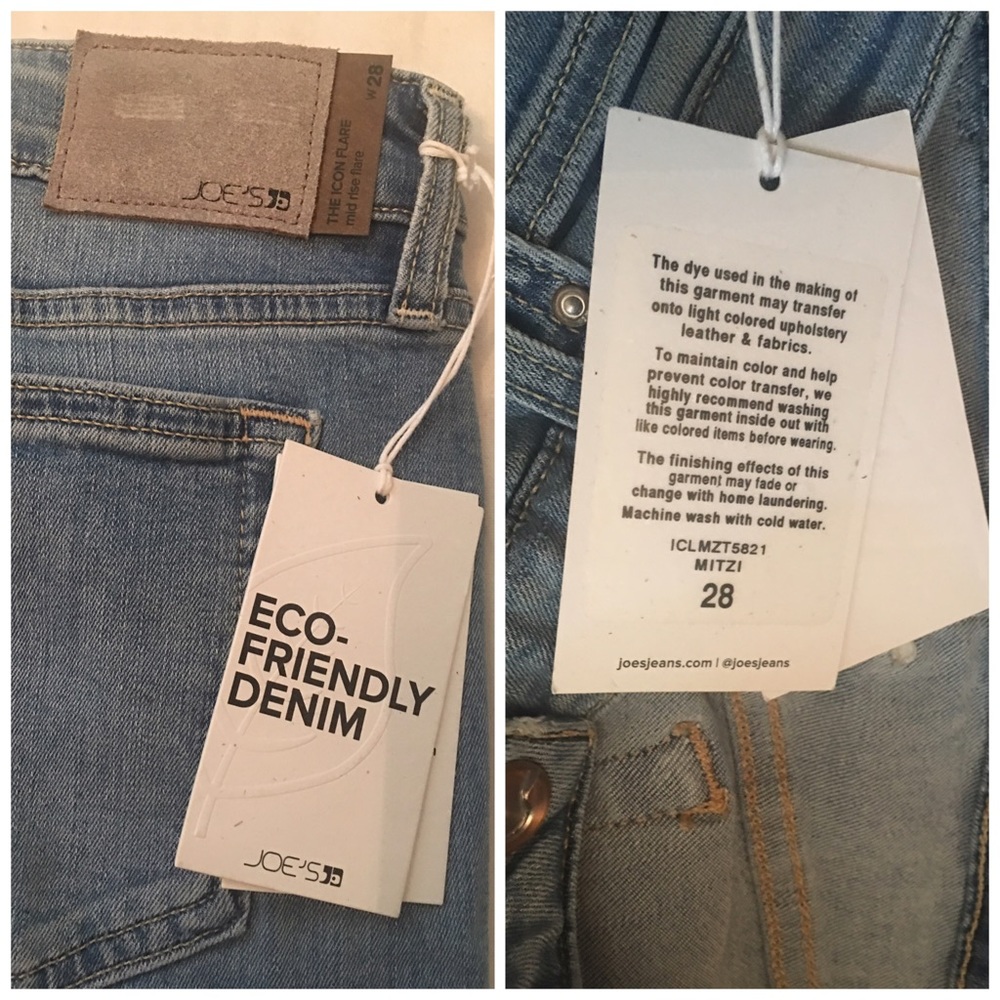 JOE'S
THE ICON FLARE
mid rise flare
W 28
ECO-
FRIENDLY
DENIM
JOE'S
The dye used in the making of
this garment may transfer
onto light colored upholstery
leather & fabrics.
To maintain color and help
prevent color transfer, we
highly recommend washing
this garment inside out with
like colored items before wearing.
The finishing effects of this
garment may fade or
change with home laundering.
Machine wash with cold water.
ICLMZT5821
MITZI
28
joesjeans.com | @joesjeans